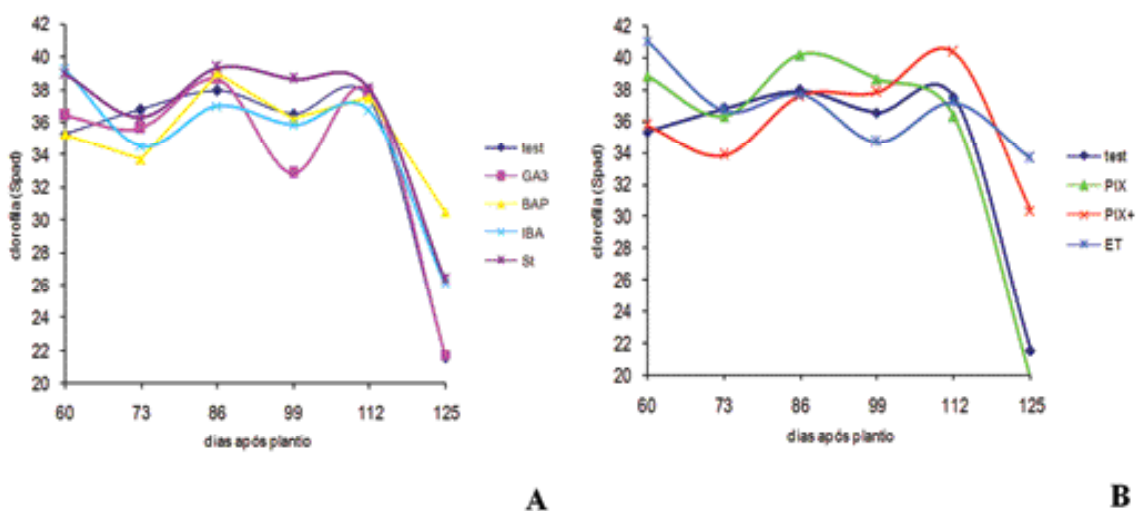 42
40
38
36
34
32
30
28
26
24
22
20
clorofila (Spad)
60 73 86 99 112 125
dias após plantio
test
GA3
BAP
IBA
St
A
42
40
38
36
34
32
30
28
26
24
22
20
clorofila (Spad)
60 73 86 99 112 125
dias após plantio
test
PIX
PIX+
ET
B